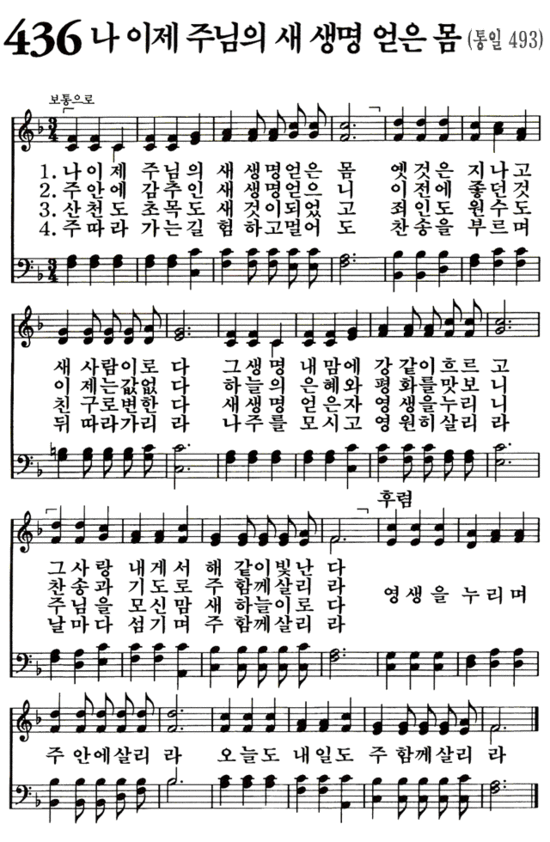 436 나 이제 주님의 새 생명 얻은 몸 (통일 493)
보통으로
1. 나 이 제 주 님 의 새 생 명 얻 은 몸 옛 것 은 지 나 고
2. 주 안 에 감 추 인 새 생 명 얻 으 니 이 전 에 좋 던 것
3. 산 천 도 초 목 도 새 것 이 되 었 고 죄 인 도 원 수 도
4. 주 따 라 가 는 길 험 하 고 멀 어 도 찬 송 을 부 르 며
새 사 람 이 로 다 그 생 명 내 맘 에 강 같 이 흐 르 고
이 제 는 값 없 다 하 늘 의 은 혜 와 평 화 를 맛 보 니
친 구 로 변 한 다 새 생 명 얻 은 자 영 생 을 누 리 니
뒤 따 라 가 리 라 나 주 를 모 시 고 영 원 히 살 리 라
후렴
그 사 랑 내 게 서 해 같 이 빛 난 다
찬 송 과 기 도 로 주 함 께 살 리 라
주 님 을 모 신 맘 새 하 늘 이 로 다
날 마 다 섬 기 며 주 함 께 살 리 라
영 생 을 누 리 며
주 안 에 살 리 라 오 늘 도 내 일 도 주 함 께 살 리 라